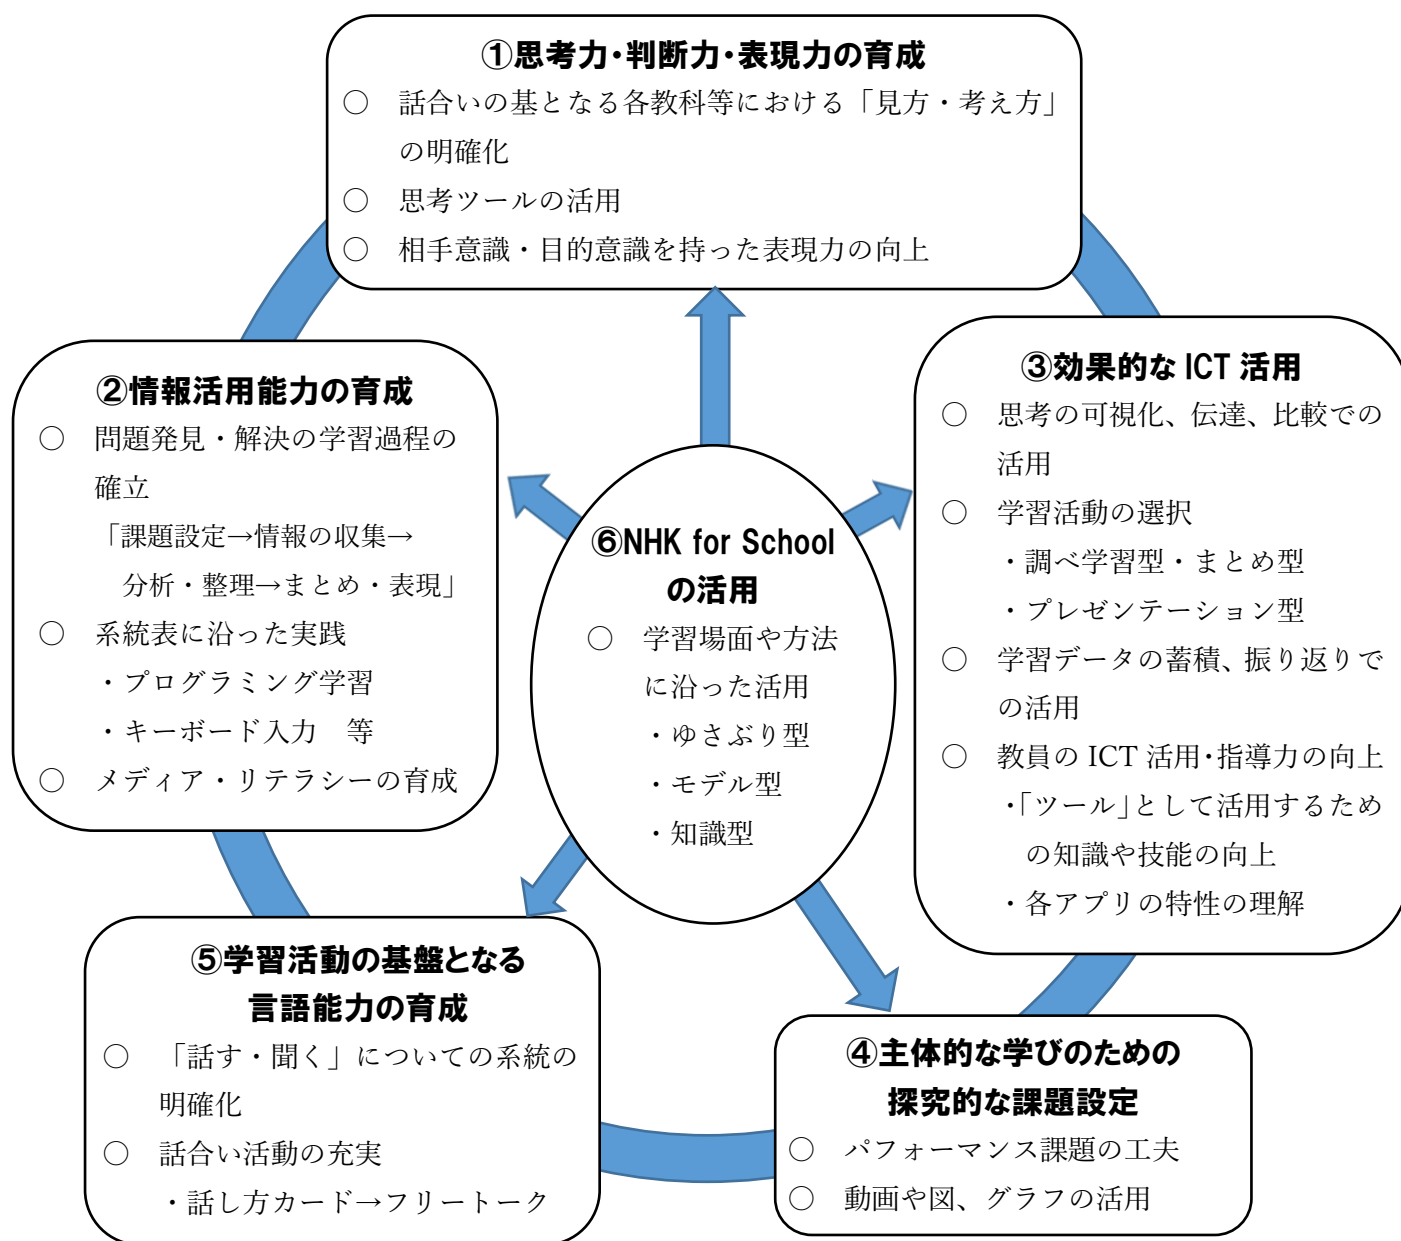 ①思考力・判断力・表現力の育成
○　話合いの基となる各教科等における「見方・考え方」
の明確化
○　思考ツールの活用
○　相手意識・目的意識を持った表現力の向上
②情報活用能力の育成
○　問題発見・解決の学習過程の
確立
「課題設定→情報の収集→
分析・整理→まとめ・表現」
○　系統表に沿った実践
・プログラミング学習
・キーボード入力　等
○　メディア・リテラシーの育成
③効果的な ICT 活用
○　思考の可視化、伝達、比較での
活用
○　学習活動の選択
・調べ学習型・まとめ型
・プレゼンテーション型
○　学習データの蓄積、振り返りで
の活用
○　教員の ICT 活用・指導力の向上
・「ツール」として活用するため
の知識や技能の向上
・各アプリの特性の理解
⑥NHK for School
の活用
○　学習場面や方法
に沿った活用
・ゆさぶり型
・モデル型
・知識型
⑤学習活動の基盤となる
言語能力の育成
○　「話す・聞く」についての系統の
明確化
○　話合い活動の充実
・話し方カード→フリートーク
④主体的な学びのための
探究的な課題設定
○　パフォーマンス課題の工夫
○　動画や図、グラフの活用